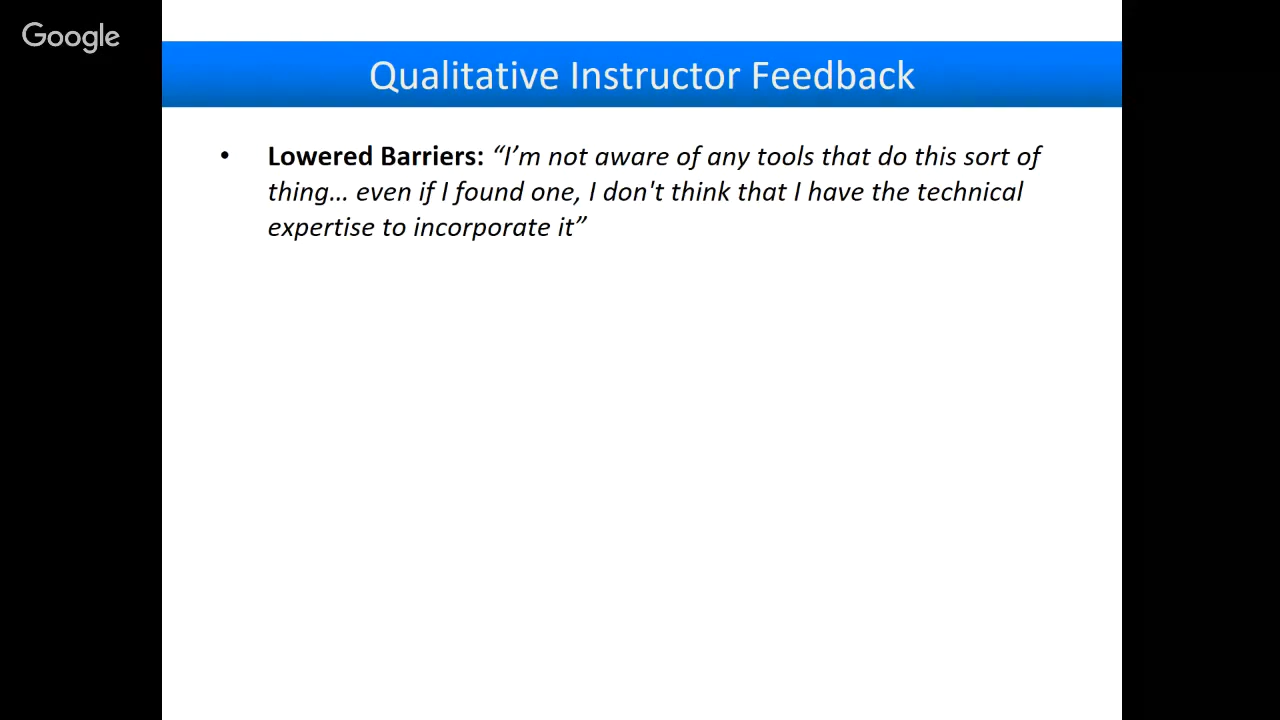 Google
Qualitative Instructor Feedback
• Lowered Barriers: “I’m not aware of any tools that do this sort of
thing… even if I found one, I don't think that I have the technical
expertise to incorporate it”